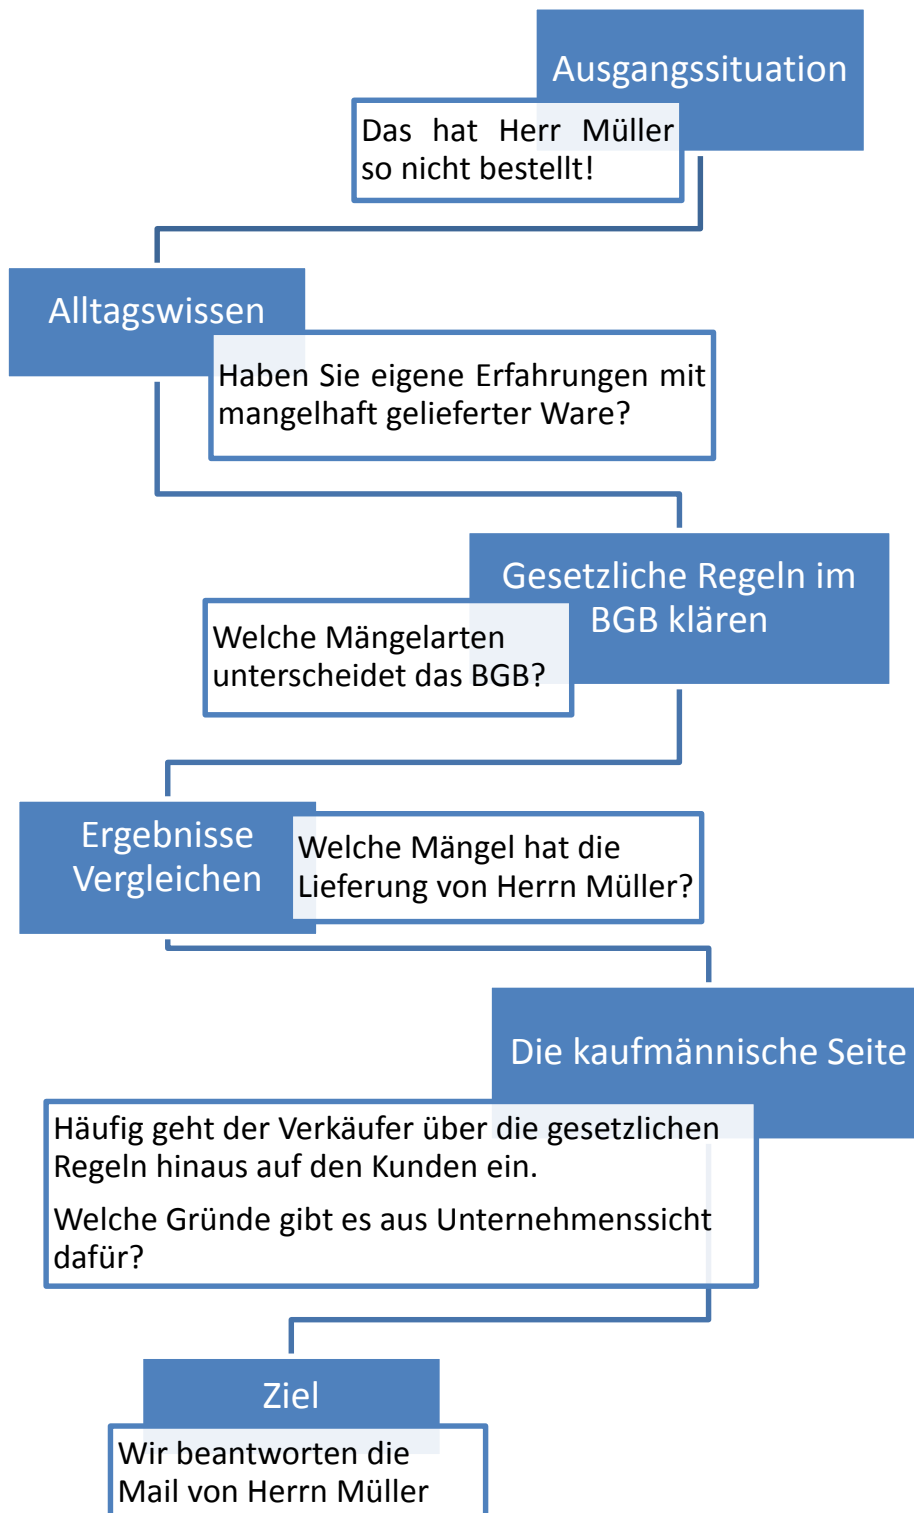 Ausgangssituation
Das hat Herr Müller
so nicht bestellt!
Alltagswissen
Haben Sie eigene Erfahrungen mit
mangelhaft gelieferter Ware?
Gesetzliche Regeln im
BGB klären
Welche Mängelarten
unterscheidet das BGB?
Ergebnisse
Vergleichen
Welche Mängel hat die
Lieferung von Herrn Müller?
Die kaufmännische Seite
Häufig geht der Verkäufer über die gesetzlichen
Regeln hinaus auf den Kunden ein.
Welche Gründe gibt es aus Unternehmenssicht
dafür?
Ziel
Wir beantworten die
Mail von Herrn Müller